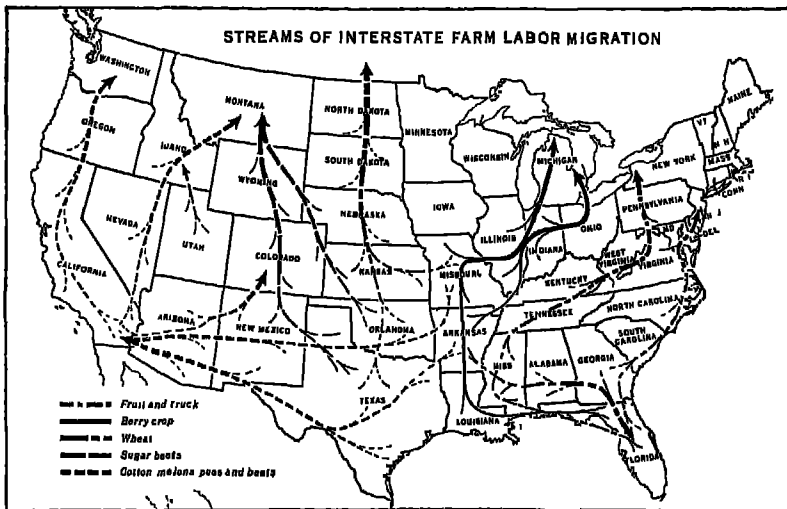 STREAMS OF INTERSTATE FARM LABOR MIGRATION
WASHINGTON
MAINE
MONTANA
NORTH DAKOTA
MINNESOTA
VT
N H
OREGON
IDAHO
SOUTH DAKOTA
WISCONSIN
MICHIGAN
NEW YORK
MASS
R I
CONN
WYOMING
IOWA
PENNSYLVANIA
N J
NEVADA
NEBRASKA
ILLINOIS
INDIANA
OHIO
MD
DEL
UTAH
COLORADO
WEST
VIRGINIA
VIRGINIA
CALIFORNIA
KANSAS
MISSOURI
KENTUCKY
ARIZONA
NEW MEXICO
OKLAHOMA
ARKANSAS
TENNESSEE
NORTH CAROLINA
SOUTH
CAROLINA
MISS
ALABAMA
GEORGIA
TEXAS
LOUISIANA
FLORIDA
Fruit and truck
Berry crop
Wheat
Sugar beets
Cotton melons peas and beets